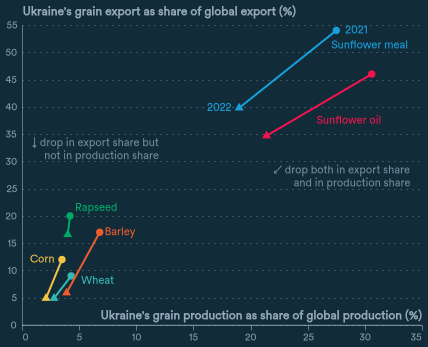 Ukraine's grain export as share of global export (%)
55
50
45
40
35
30
25
20
15
10
5
0
2021
Sunflower meal
2022
Sunflower oil
↓ drop in export share but
not in production share
↙ drop both in export share
and in production share
Rapseed
Barley
Corn
Wheat
Ukraine's grain production as share of global production (%)
0 5 10 15 20 25 30 35